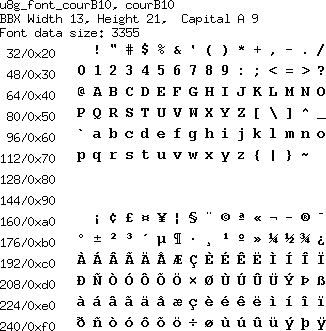 u8g_font_courB10, courB10
BBX Width 13, Height 21, Capital A 9
Font data size: 3355
32/0x20 ! " # $ % & ' ( ) * + , - . /
48/0x30 0 1 2 3 4 5 6 7 8 9 : ; < = > ?
64/0x40 @ A B C D E F G H I J K L M N O
80/0x50 P Q R S T U V W X Y Z [ \ ] ^ _
96/0x60 ` a b c d e f g h i j k l m n o
112/0x70 p q r s t u v w x y z { | } ~
128/0x80
144/0x90
160/0xa0 ¡ ¢ £ ¤ ¥ ¦ § ¨ © ª « ¬ - ® ¯
176/0xb0 ° ± ² ³ ´ µ ¶ · ¸ ¹ º » ¼ ½ ¾ ¿
192/0xc0 À Á Â Ã Ä Å Æ Ç È É Ê Ë Ì Í Î Ï
208/0xd0 Ð Ñ Ò Ó Ô Õ Ö × Ø Ù Ú Û Ü Ý Þ ß
224/0xe0 à á â ã ä å æ ç è é ê ë ì í î ï
240/0xf0 ð ñ ò ó ô õ ö ÷ ø ù ú û ü ý þ ÿ